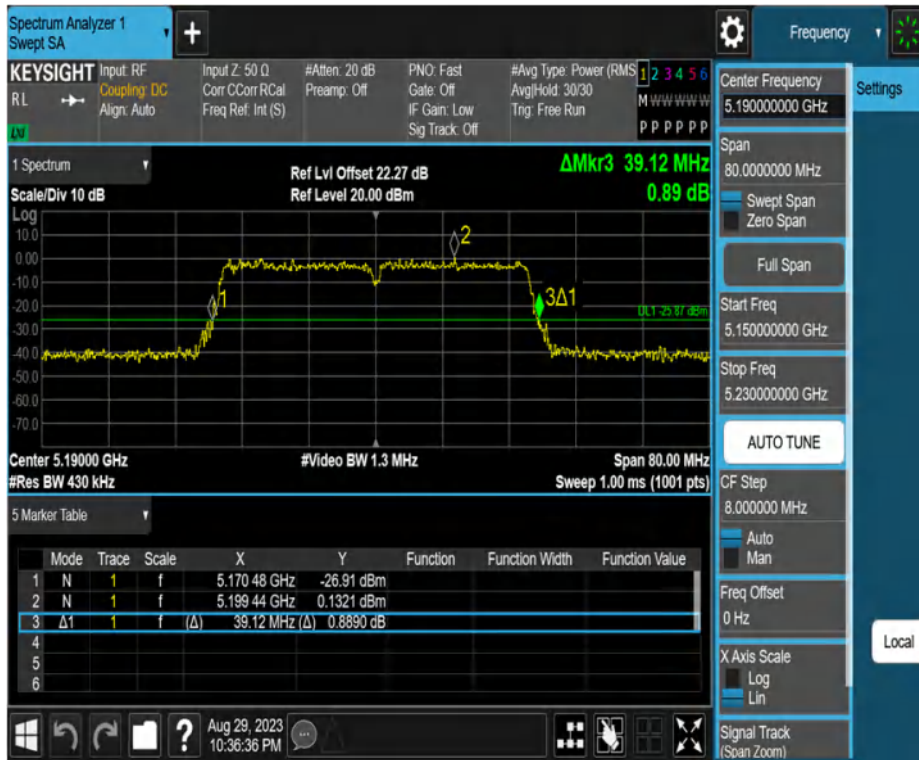 Spectrum Analyzer 1
Swept SA
Frequency
KEYSIGHT
RL
LXI
Input: RF
Coupling: DC
Align: Auto
Input Z: 50 Ω
Corr CCorr RCal
Freq Ref: Int (S)
#Atten: 20 dB
Preamp: Off
PNO: Fast
Gate: Off
IF Gain: Low
Sig Track: Off
#Avg Type: Power (RMS
Avg|Hold: 30/30
Trig: Free Run
1 2 3 4 5 6
M W W W W W
P P P P P P
Center Frequency
5.190000000 GHz
Settings
Span
80.0000000 MHz
Swept Span
Zero Span
Full Span
Start Freq
5.150000000 GHz
Stop Freq
5.230000000 GHz
AUTO TUNE
CF Step
8.000000 MHz
Auto
Man
Freq Offset
0 Hz
X Axis Scale
Log
Lin
Signal Track
(Span Zoom)
Local
1 Spectrum
Scale/Div 10 dB
Ref Lvl Offset 22.27 dB
Ref Level 20.00 dBm
ΔMkr3 39.12 MHz
0.89 dB
Log
10.0
0.00
-10.0
-20.0
-30.0
-40.0
-50.0
-60.0
-70.0
1
2
3Δ1
DL1 -25.87 dBm
Center 5.19000 GHz
#Res BW 430 kHz
#Video BW 1.3 MHz
Span 80.00 MHz
Sweep 1.00 ms (1001 pts)
5 Marker Table
Mode Trace Scale X Y Function Function Width Function Value
1 N 1 f 5.170 48 GHz -26.91 dBm
2 N 1 f 5.199 44 GHz 0.1321 dBm
3 Δ1 1 f (Δ) 39.12 MHz (Δ) 0.8890 dB
4
5
6
?
Aug 29, 2023
10:36:36 PM